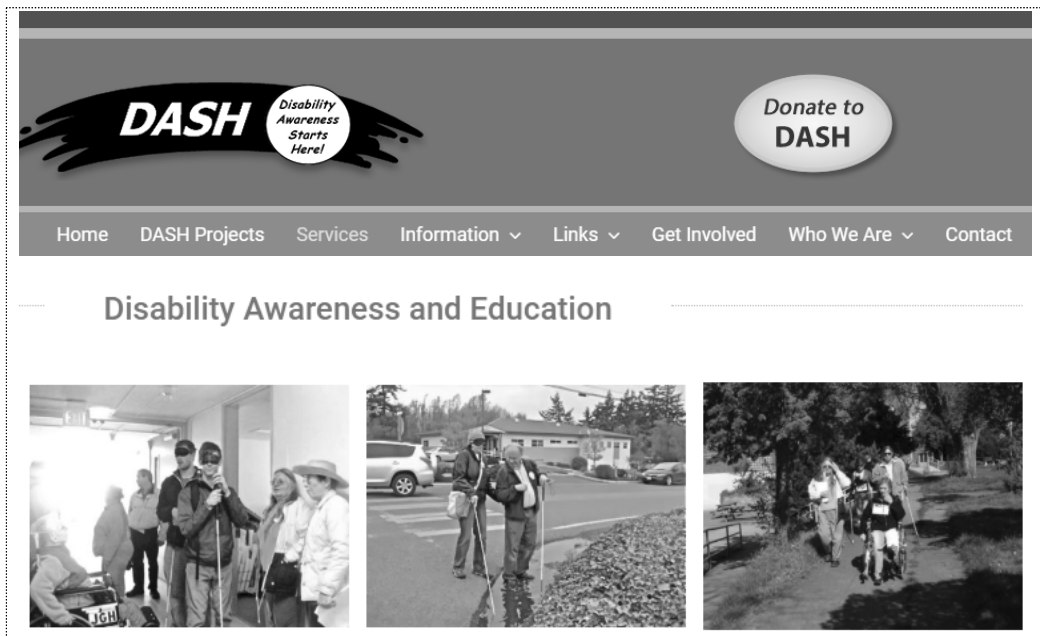 DASH
Disability
Awareness
Starts
Here!
Donate to
DASH
Home DASH Projects Services Information Links Get Involved Who We Are Contact
Disability Awareness and Education
JGH